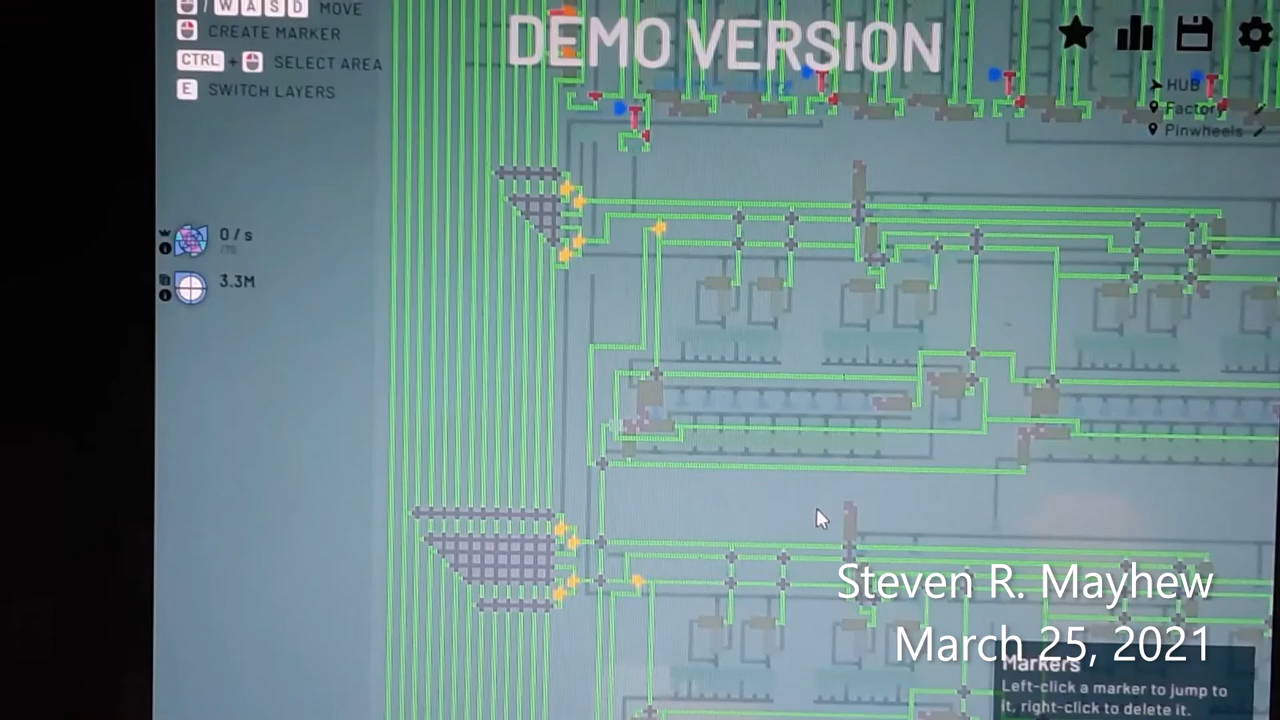 W A S D MOVE
CREATE MARKER
CTRL + SELECT AREA
E SWITCH LAYERS
DEMO VERSION
HUB
Factory
Pinwheels
0 / s
3.3M
Steven R. Mayhew
March 25, 2021
Markers
Left-click a marker to jump to
it, right-click to delete it.